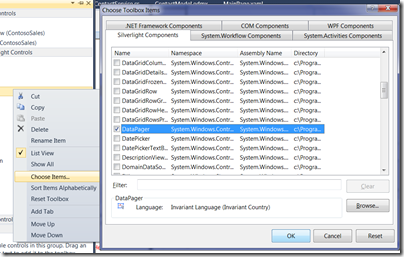 Controls
(ContosoSales)
Cut
Copy
Paste
Delete
Rename Item
List View
Show All
Choose Items...
Sort Items Alphabetically
Reset Toolbox
Add Tab
Move Up
Move Down
controls in this group. Drag an
Choose Toolbox Items
.NET Framework Components
COM Components
WPF Components
Silverlight Components
System.Workflow Components
System.Activities Components
Name Namespace Assembly Name Directory
DataGridColum... System.Windows.Contr... System.Windows... c:\Progra...
DataGridDetails... System.Windows.Contr... System.Windows... c:\Progra...
DataGridFrozen... System.Windows.Contr... System.Windows... c:\Progra...
DataGridRow System.Windows.Contr... System.Windows... c:\Progra...
DataGridRowGr... System.Windows.Contr... System.Windows... c:\Progra...
DataGridRowHe... System.Windows.Contr... System.Windows... c:\Progra...
DataGridRowsPr... System.Windows.Contr... System.Windows... c:\Progra...
DataPager System.Windows.Contr... System.Windows... c:\Progra...
DatePicker System.Windows.Contr... System.Windows... c:\Progra...
DatePickerTextB... System.Windows.Contr... System.Windows... c:\Progra...
DescriptionView... System.Windows.Contr... System.Windows... c:\Progra...
DomainDataSo... System.Windows.Contr... System.Windows... c:\Progra...
Filter:
Clear
DataPager
Language: Invariant Language (Invariant Country)
Browse...
OK
Cancel
Reset